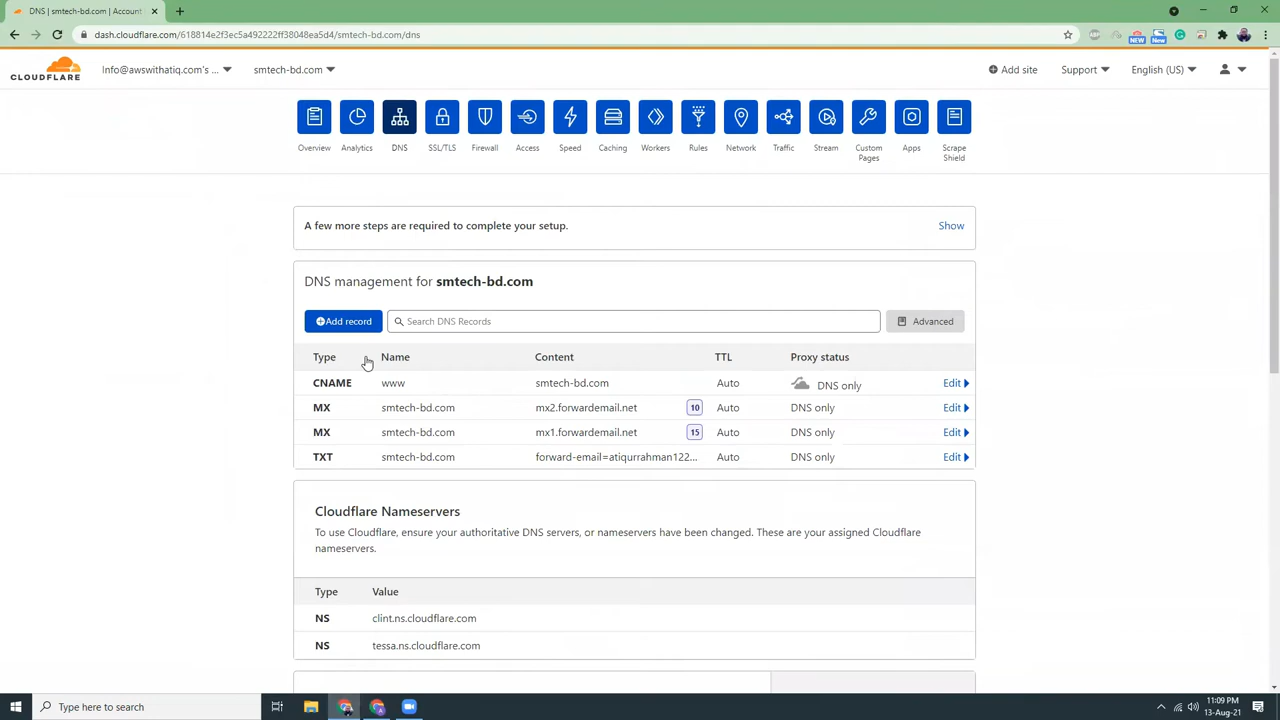 DNS | smtech-bd.com | Account
dash.cloudflare.com/618814e2f3ec5a492222ff38048ea5d4/smtech-bd.com/dns
NEW
New
CLOUDFLARE
Info@awswithatiq.com's ...
smtech-bd.com
Add site
Support
English (US)
Overview
Analytics
DNS
SSL/TLS
Firewall
Access
Speed
Caching
Workers
Rules
Network
Traffic
Stream
Custom Pages
Apps
Scrape Shield
A few more steps are required to complete your setup.
Show
DNS management for smtech-bd.com
Add record
Search DNS Records
Advanced
Type Name Content TTL Proxy status
CNAME www smtech-bd.com Auto DNS only Edit
MX smtech-bd.com mx2.forwardemail.net 10 Auto DNS only Edit
MX smtech-bd.com mx1.forwardemail.net 15 Auto DNS only Edit
TXT smtech-bd.com forward-email=atiqurrahman122... Auto DNS only Edit
Cloudflare Nameservers
To use Cloudflare, ensure your authoritative DNS servers, or nameservers have been changed. These are your assigned Cloudflare
nameservers.
Type Value
NS clint.ns.cloudflare.com
NS tessa.ns.cloudflare.com
Type here to search
11:09 PM
13-Aug-21